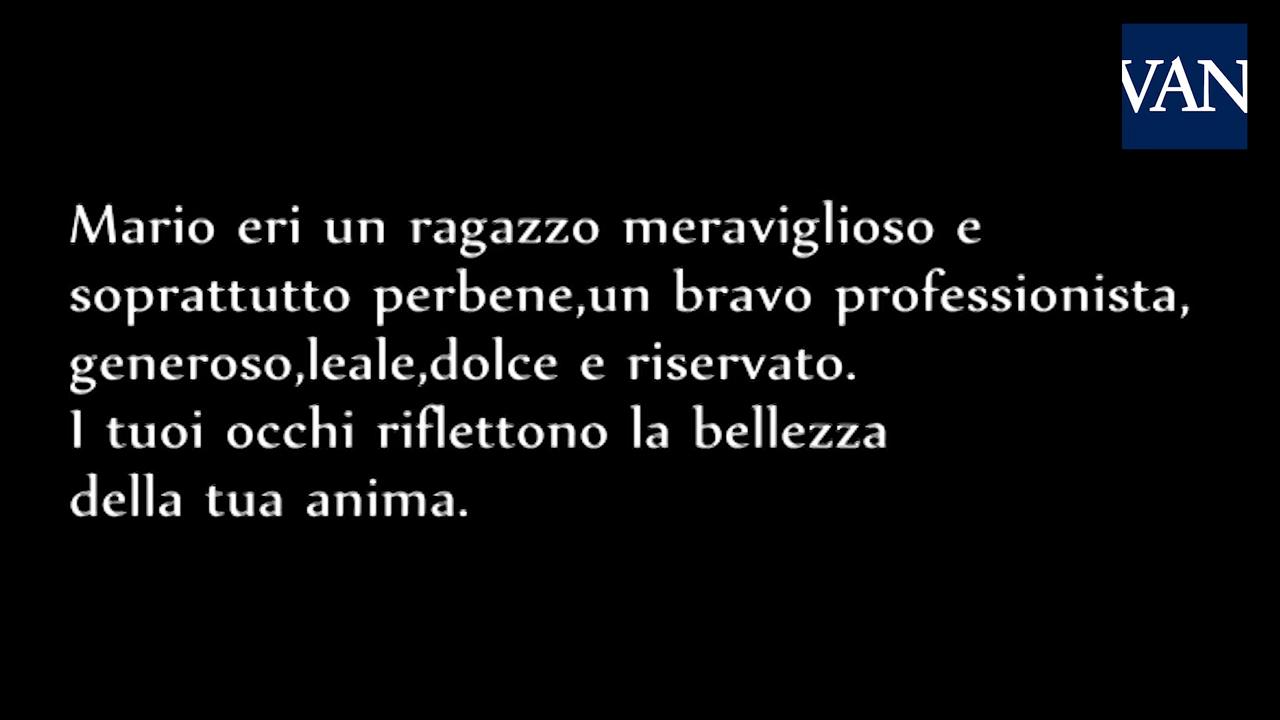 VAN
Mario eri un ragazzo meraviglioso e
soprattutto perbene,un bravo professionista,
generoso,leale,dolce e riservato.
I tuoi occhi riflettono la bellezza
della tua anima.